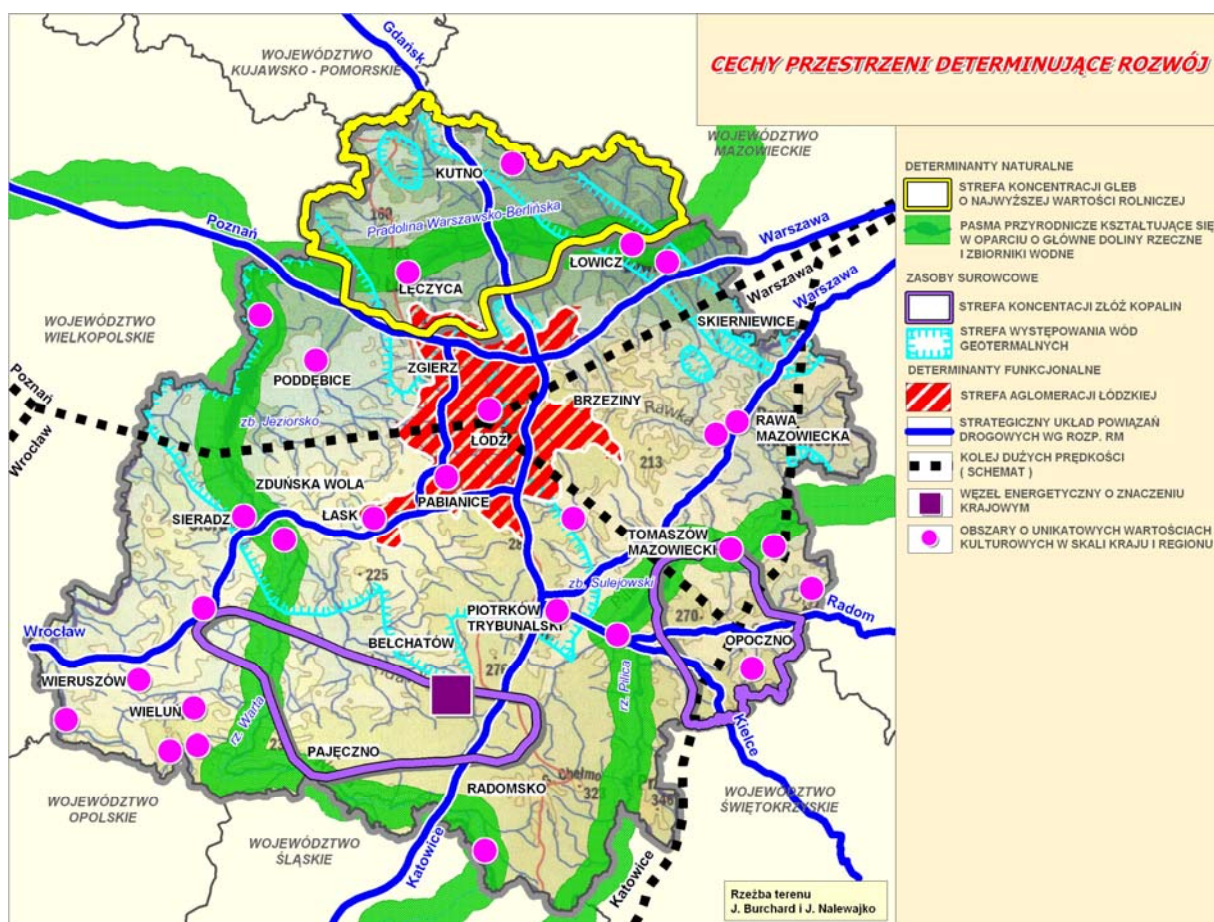 CECHY PRZESTRZENI DETERMINUJĄCE ROZWÓJ
WOJEWÓDZTWO
KUJAWSKO - POMORSKIE
Gdańsk
WOJEWÓDZTWO
MAZOWIECKIE
KUTNO
160
Pradolina Warszawsko-Berlińska
Poznań
Warszawa
ŁOWICZ
Warszawa
Warszawa
ŁĘCZYCA
WOJEWÓDZTWO
WIELKOPOLSKIE
SKIERNIEWICE
ZGIERZ
PODDĘBICE
Poznań
BRZEZINY
Rawka
zb. Jeziorsko
ŁÓDŹ
RAWA
MAZOWIECKA
Wrocław
213
ZDUŃSKA WOLA
PABIANICE
SIERADZ
ŁASK
TOMASZÓW
MAZOWIECKI
225
zb. Sulejowski
PIOTRKÓW
TRYBUNALSKI
270
Radom
Wrocław
BEŁCHATÓW
OPOCZNO
276
WIERUSZÓW
WIELUŃ
rz. Warta
rz. Pilica
Kielce
PAJĘCZNO
RADOMSKO
323
346
WOJEWÓDZTWO
OPOLSKIE
WOJEWÓDZTWO
ŚWIĘTOKRZYSKIE
WOJEWÓDZTWO
ŚLĄSKIE
Katowice
Katowice
Rzeźba terenu
J. Burchard i J. Nalewajko
DETERMINANTY NATURALNE
STREFA KONCENTRACJI GLEB
O NAJWYŻSZEJ WARTOŚCI ROLNICZEJ
PASMA PRZYRODNICZE KSZTAŁTUJĄCE SIĘ
W OPARCIU O GŁÓWNE DOLINY RZECZNE
I ZBIORNIKI WODNE
ZASOBY SUROWCOWE
STREFA KONCENTACJI ZŁÓŻ KOPALIN
STREFA WYSTĘPOWANIA WÓD
GEOTERMALNYCH
DETERMINANTY FUNKCJONALNE
STREFA AGLOMERACJI ŁÓDZKIEJ
STRATEGICZNY UKŁAD POWIĄZAŃ
DROGOWYCH WG ROZP. RM
KOLEJ DUŻYCH PRĘDKOŚCI
( SCHEMAT )
WĘZEŁ ENERGETYCZNY O ZNACZENIU
KRAJOWYM
OBSZARY O UNIKATOWYCH WARTOŚCIACH
KULTUROWYCH W SKALI KRAJU I REGIONU